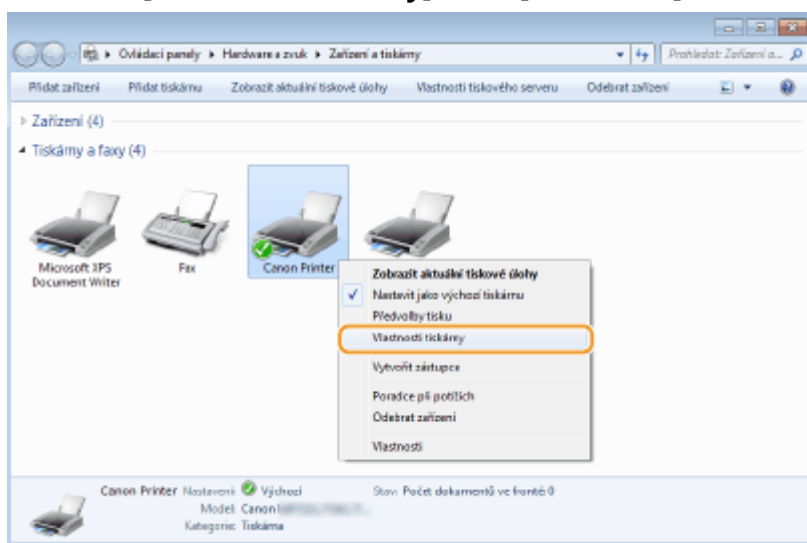 Ovládací panely ▸ Hardware a zvuk ▸ Zařízení a tiskárny
Prohledat: Zařízení a...
Přidat zařízení Přidat tiskárnu Zobrazit aktuální tiskové úlohy Vlastnosti tiskového serveru Odebrat zařízení
Zařízení (4)
Tiskárny a faxy (4)
Microsoft XPS
Document Writer
Fax
Canon Printer
Zobrazit aktuální tiskové úlohy
Nastavit jako výchozí tiskárnu
Předvolby tisku
Vlastnosti tiskárny
Vytvořit zástupce
Poradce při potížích
Odebrat zařízení
Vlastnosti
Canon Printer Nastavení: Výchozí Stav: Počet dokumentů ve frontě: 0
Model: Canon
Kategorie: Tiskárna